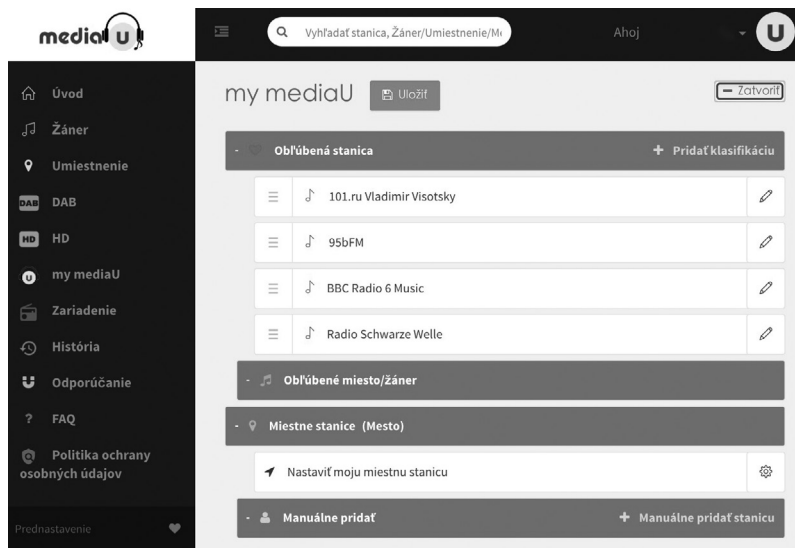 mediaU
Vyhľadať stanica, Žáner/Umiestnenie/Me
Ahoj
U
Úvod
Žáner
Umiestnenie
DAB DAB
HD HD
U my mediaU
Zariadenie
História
Odporúčanie
? FAQ
Politika ochrany
osobných údajov
Prednastavenie
my mediaU
Uložiť
Zatvoriť
- Obľúbená stanica
+ Pridať klasifikáciu
101.ru Vladimir Visotsky
95bFM
BBC Radio 6 Music
Radio Schwarze Welle
- Obľúbené miesto/žáner
- Miestne stanice (Mesto)
Nastaviť moju miestnu stanicu
- Manuálne pridať
+ Manuálne pridať stanicu